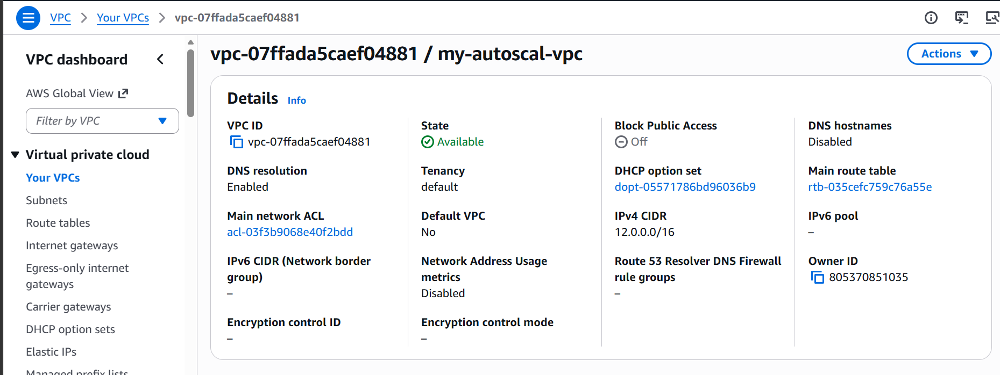 VPC > Your VPCs > vpc-07ffada5caef04881
VPC dashboard
AWS Global View
Filter by VPC
Virtual private cloud
Your VPCs
Subnets
Route tables
Internet gateways
Egress-only internet
gateways
Carrier gateways
DHCP option sets
Elastic IPs
Managed prefix lists
vpc-07ffada5caef04881 / my-autoscal-vpc
Actions
Details Info
VPC ID
vpc-07ffada5caef04881
State
Available
Block Public Access
Off
DNS hostnames
Disabled
DNS resolution
Enabled
Tenancy
default
DHCP option set
dopt-05571786bd96036b9
Main route table
rtb-035cefc759c76a55e
Main network ACL
acl-03f3b9068e40f2bdd
Default VPC
No
IPv4 CIDR
12.0.0.0/16
IPv6 pool
–
IPv6 CIDR (Network border
group)
–
Network Address Usage
metrics
Disabled
Route 53 Resolver DNS Firewall
rule groups
–
Owner ID
805370851035
Encryption control ID
–
Encryption control mode
–